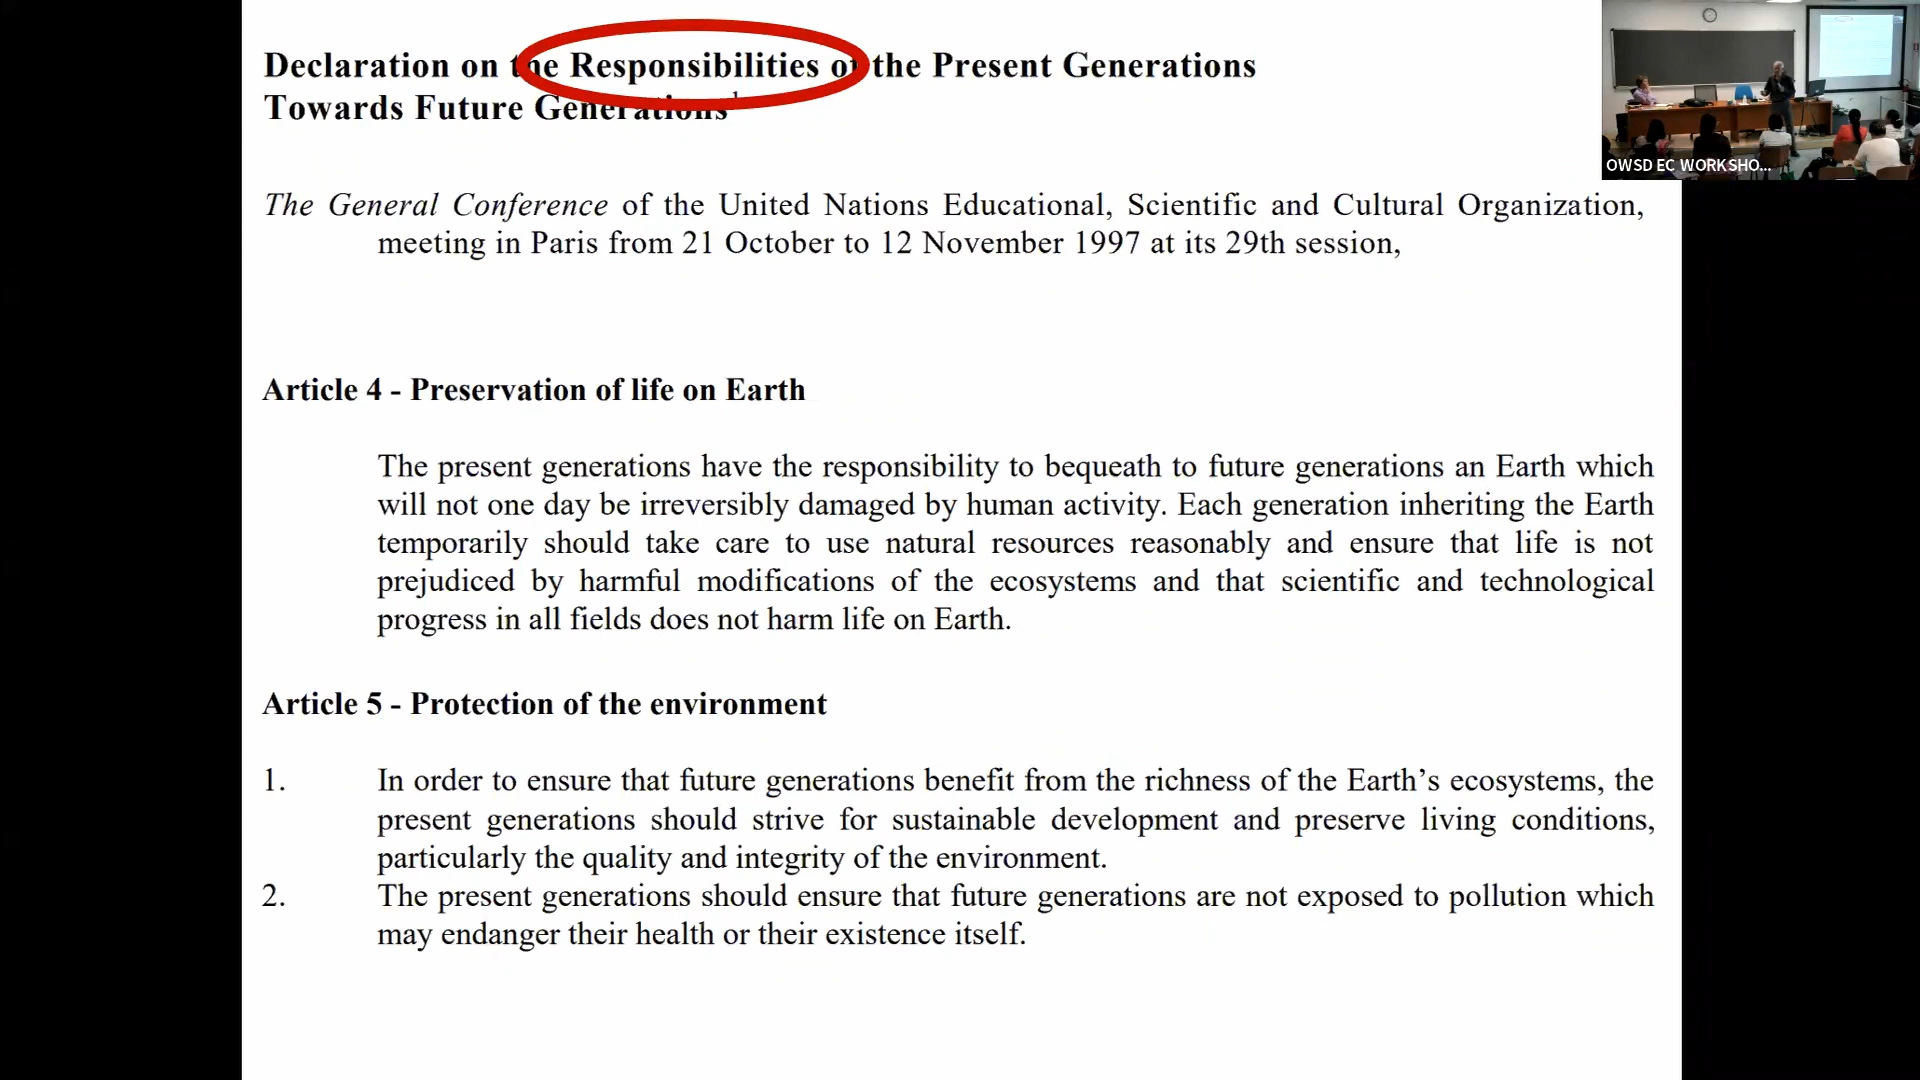 Declaration on the Responsibilities of the Present Generations
Towards Future Generations
OWSD EC WORKSHO...
The General Conference of the United Nations Educational, Scientific and Cultural Organization,
meeting in Paris from 21 October to 12 November 1997 at its 29th session,
Article 4 - Preservation of life on Earth
The present generations have the responsibility to bequeath to future generations an Earth which
will not one day be irreversibly damaged by human activity. Each generation inheriting the Earth
temporarily should take care to use natural resources reasonably and ensure that life is not
prejudiced by harmful modifications of the ecosystems and that scientific and technological
progress in all fields does not harm life on Earth.
Article 5 - Protection of the environment
1. In order to ensure that future generations benefit from the richness of the Earth’s ecosystems, the
present generations should strive for sustainable development and preserve living conditions,
particularly the quality and integrity of the environment.
2. The present generations should ensure that future generations are not exposed to pollution which
may endanger their health or their existence itself.